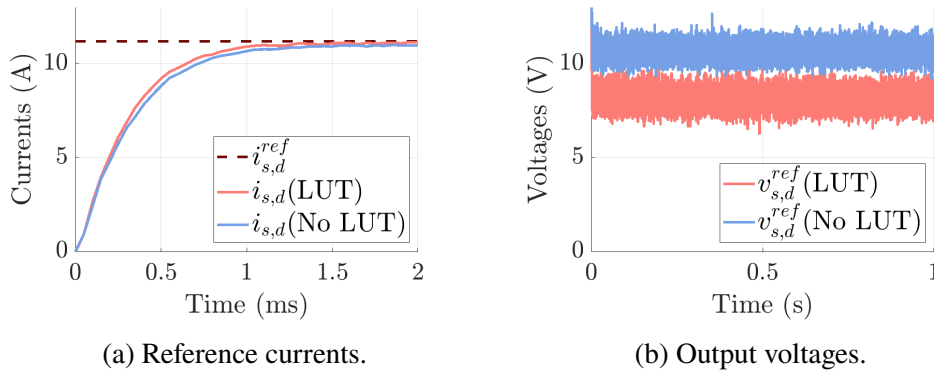 10
5
0
Currents (A)
0
0.5
1
1.5
2
Time (ms)
i_{s,d}^{ref}
i_{s,d}(LUT)
i_{s,d}(No LUT)
(a) Reference currents.
10
5
0
Voltages (V)
0
0.5
1
Time (s)
v_{s,d}^{ref}(LUT)
v_{s,d}^{ref}(No LUT)
(b) Output voltages.